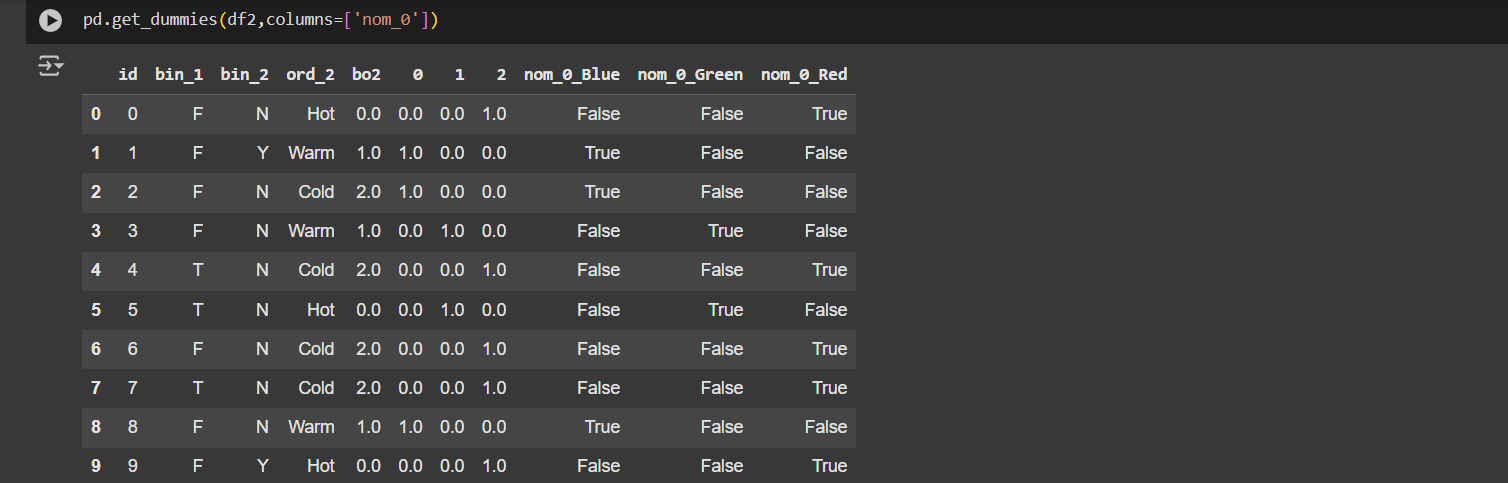 pd.get_dummies(df2,columns=['nom_0'])
id bin_1 bin_2 ord_2 bo2 0 1 2 nom_0_Blue nom_0_Green nom_0_Red
0 0 F N Hot 0.0 0.0 0.0 1.0 False False True
1 1 F Y Warm 1.0 1.0 0.0 0.0 True False False
2 2 F N Cold 2.0 1.0 0.0 0.0 True False False
3 3 F N Warm 1.0 0.0 1.0 0.0 False True False
4 4 T N Cold 2.0 0.0 0.0 1.0 False False True
5 5 T N Hot 0.0 0.0 1.0 0.0 False True False
6 6 F N Cold 2.0 0.0 0.0 1.0 False False True
7 7 T N Cold 2.0 0.0 0.0 1.0 False False True
8 8 F N Warm 1.0 1.0 0.0 0.0 True False False
9 9 F Y Hot 0.0 0.0 0.0 1.0 False False True